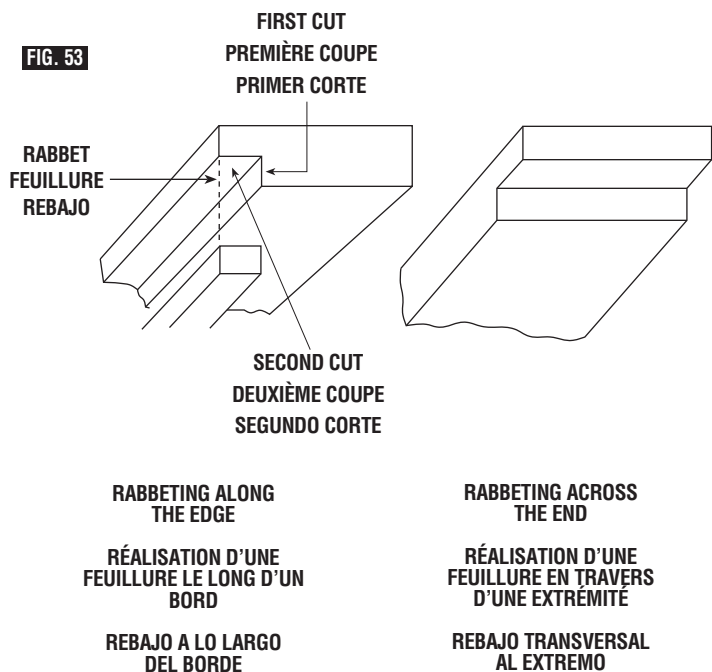 FIG. 53
FIRST CUT
PREMIÈRE COUPE
PRIMER CORTE
RABBET
FEUILLURE
REBAJO
SECOND CUT
DEUXIÈME COUPE
SEGUNDO CORTE
RABBETING ALONG
THE EDGE
RÉALISATION D’UNE
FEUILLURE LE LONG D’UN
BORD
REBAJO A LO LARGO
DEL BORDE
RABBETING ACROSS
THE END
RÉALISATION D’UNE
FEUILLURE EN TRAVERS
D’UNE EXTRÉMITÉ
REBAJO TRANSVERSAL
AL EXTREMO